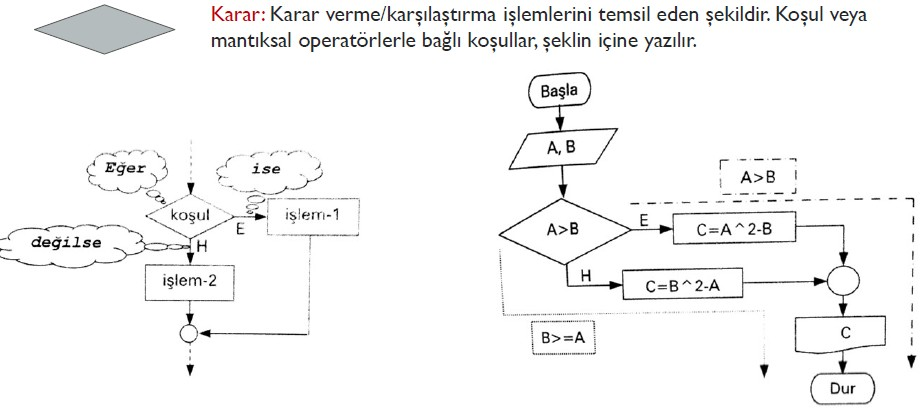 Karar: Karar verme/karşılaştırma işlemlerini temsil eden şekildir. Koşul veya
mantıksal operatörlerle bağlı koşullar, şeklin içine yazılır.
Eğer
ise
koşul
E
işlem-1
değilse
H
işlem-2
Başla
A, B
A>B
A>B
E
C=A^2-B
H
C=B^2-A
B>=A
C
Dur